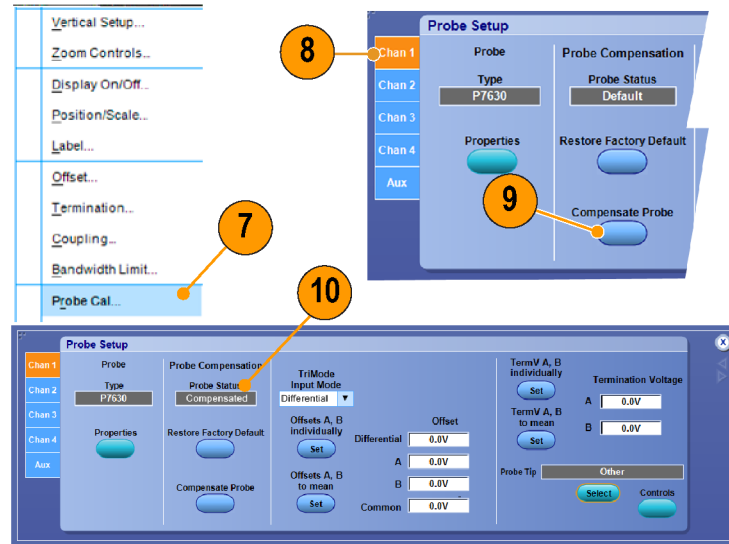 Vertical Setup...
Zoom Controls..
Display On/Off..
Position/Scale...
Label...
Offset...
Termination...
Coupling...
Bandwidth Limit...
Probe Cal...
7
8
Probe Setup
Chan 1
Chan 2
Chan 3
Chan 4
Aux
Probe
Type
P7630
Properties
Probe Compensation
Probe Status
Default
Restore Factory Default
Compensate Probe
9
10
Probe Setup
x
Chan 1
Chan 2
Chan 3
Chan 4
Aux
Probe
Type
P7630
Properties
Probe Compensation
Probe Status
Compensated
Restore Factory Default
Compensate Probe
TriMode
Input Mode
Differential
Offsets A, B
individually
Set
Offsets A, B
to mean
Set
Offset
Differential 0.0V
A 0.0V
B 0.0V
Common 0.0V
TermV A, B
individually
Set
TermV A, B
to mean
Set
Termination Voltage
A 0.0V
B 0.0V
Probe Tip Other
Select
Controls